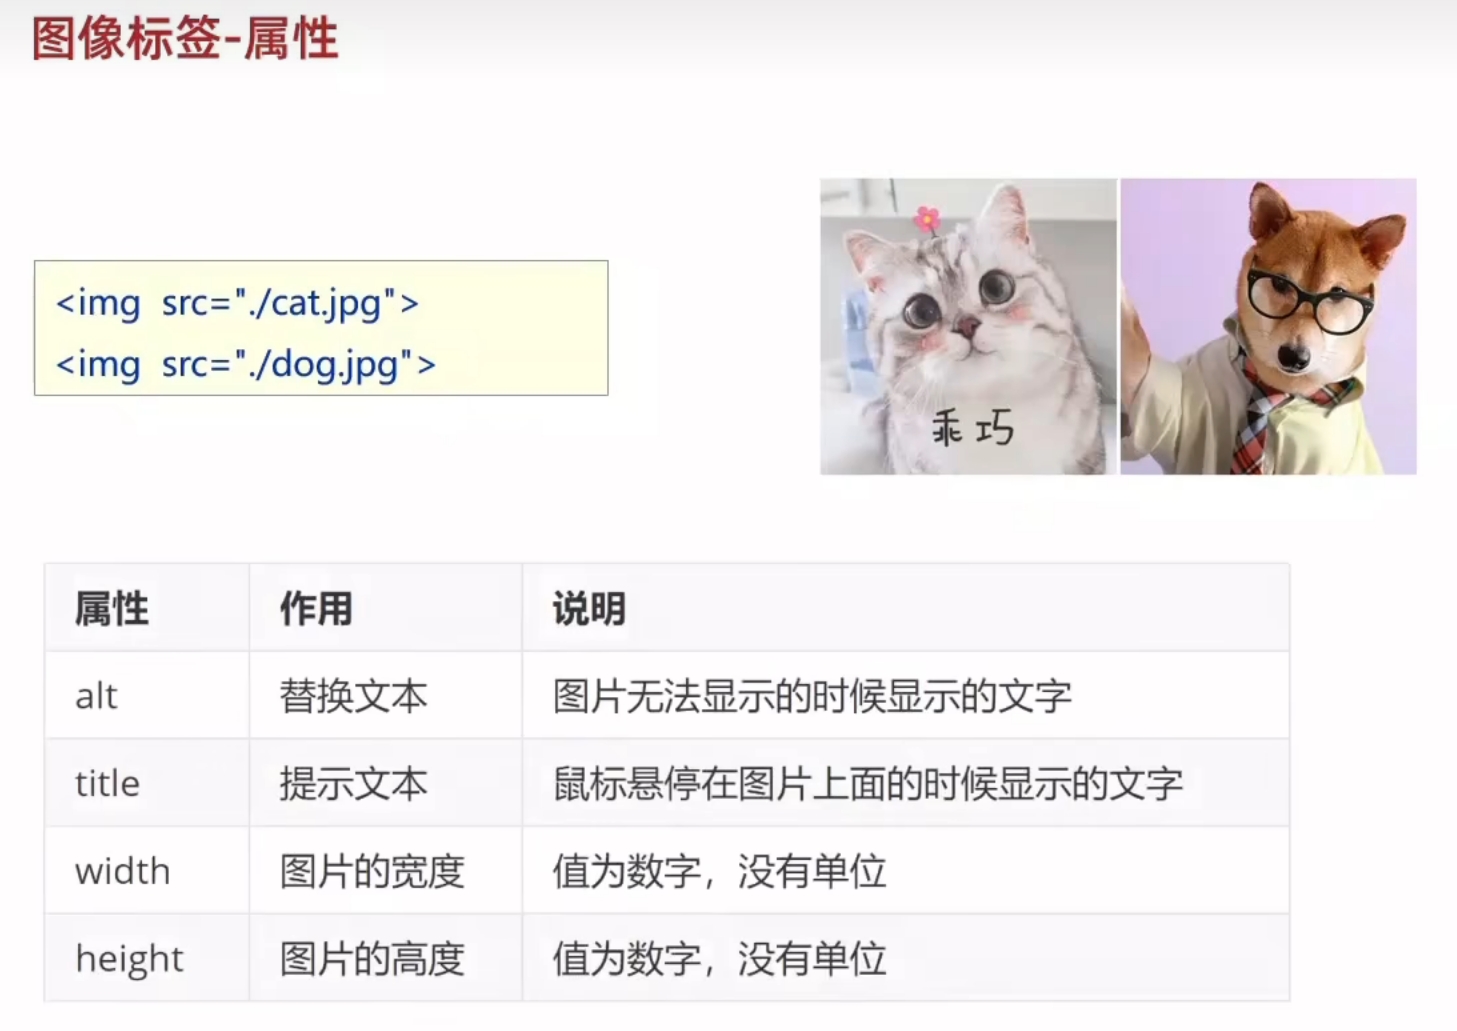 图像标签-属性
<img src="./cat.jpg">
<img src="./dog.jpg">
乖巧
属性 作用 说明
alt 替换文本 图片无法显示的时候显示的文字
title 提示文本 鼠标悬停在图片上面的时候显示的文字
width 图片的宽度 值为数字，没有单位
height 图片的高度 值为数字，没有单位